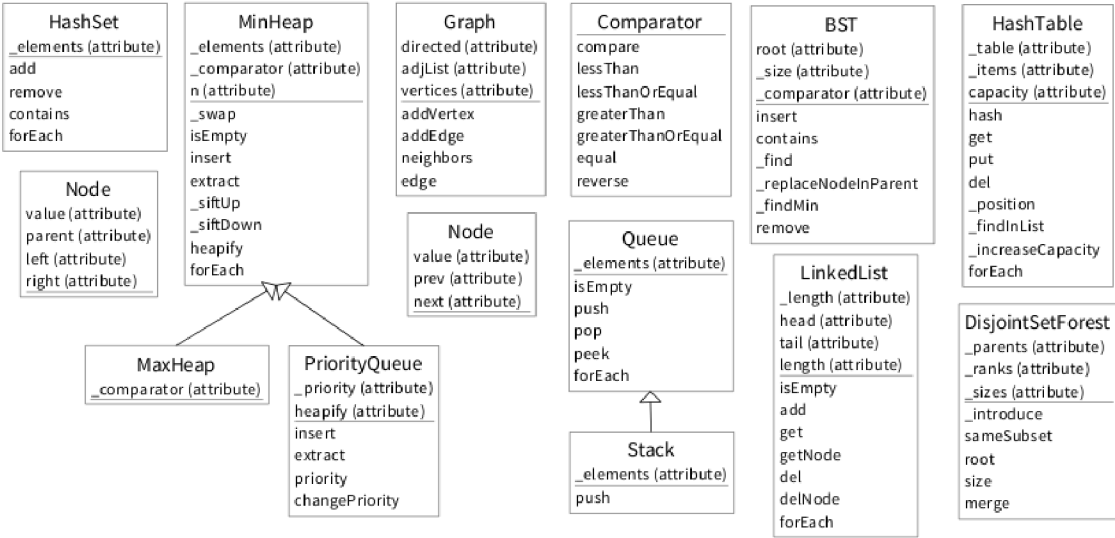 HashSet
_elements (attribute)
add
remove
contains
forEach
Node
value (attribute)
parent (attribute)
left (attribute)
right (attribute)
MinHeap
_elements (attribute)
_comparator (attribute)
n (attribute)
_swap
isEmpty
insert
extract
_siftUp
_siftDown
heapify
forEach
MaxHeap
_comparator (attribute)
PriorityQueue
_priority (attribute)
heapify (attribute)
insert
extract
priority
changePriority
Graph
directed (attribute)
adjList (attribute)
vertices (attribute)
addVertex
addEdge
neighbors
edge
Node
value (attribute)
prev (attribute)
next (attribute)
Comparator
compare
lessThan
lessThanOrEqual
greaterThan
greaterThanOrEqual
equal
reverse
Queue
_elements (attribute)
isEmpty
push
pop
peek
forEach
Stack
_elements (attribute)
push
BST
root (attribute)
_size (attribute)
_comparator (attribute)
insert
contains
_find
_replaceNodeInParent
_findMin
remove
LinkedList
_length (attribute)
head (attribute)
tail (attribute)
length (attribute)
isEmpty
add
get
getNode
del
delNode
forEach
HashTable
_table (attribute)
_items (attribute)
capacity (attribute)
hash
get
put
del
_position
_findInList
_increaseCapacity
forEach
DisjointSetForest
_parents (attribute)
_ranks (attribute)
_sizes (attribute)
_introduce
sameSubset
root
size
merge